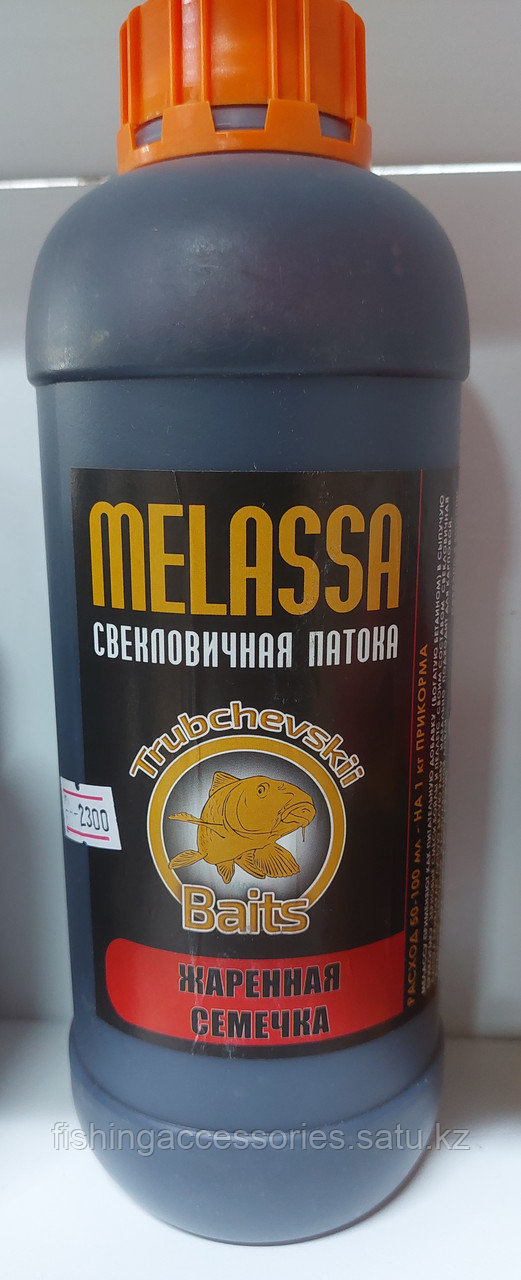 MELASSA
СВЕКЛОВИЧНАЯ ПАТОКА
Trubchevskii
Baits
ЖАРЕННАЯ
СЕМЕЧКА
2300
РАСХОД 50-100 мл - НА 1 кг ПРИКОРМА
fishingaccessories.satu.kz